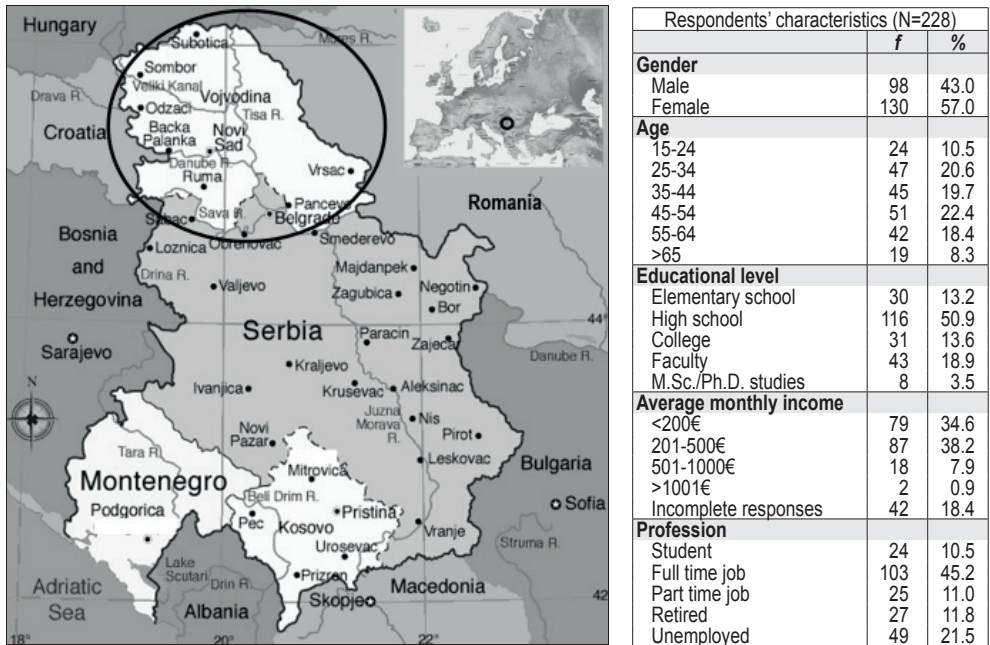 Hungary
Subotica
Mures R.
Sombor
Veliki Kanal
Vojvodina
Drava R.
Odzaci
Tisa R.
Croatia
Backa
Palanka
Novi
Sad
Danube R.
Ruma
Vrsac
Pancevo
Romania
Sava R.
Sabac
Belgrade
Bosnia
and
Herzegovina
Loznica
Obrenovac
Smederevo
Drina R.
Valjevo
Majdanpek
Zagubica
Negotin
Bor
Serbia
44°
Sarajevo
Paracin
Zajecar
Danube R.
Kraljevo
N
Ivanjica
Krusevac
Aleksinac
Juzna
Morava
R.
Nis
Novi
Pazar
Pirot
Tara R.
Leskovac
Bulgaria
Mitrovica
Montenegro
Beli Drim R.
Sofia
Podgorica
Pec
Kosovo
Pristina
Vranje
Urosevac
Struma R.
Lake
Scutari
Drin R.
Prizren
Macedonia
Adriatic
Sea
Albania
Skopje
42
18°
20°
22°
Respondents' characteristics (N=228)
f %
Gender
Male 98 43.0
Female 130 57.0
Age
15-24 24 10.5
25-34 47 20.6
35-44 45 19.7
45-54 51 22.4
55-64 42 18.4
>65 19 8.3
Educational level
Elementary school 30 13.2
High school 116 50.9
College 31 13.6
Faculty 43 18.9
M.Sc./Ph.D. studies 8 3.5
Average monthly income
<200€ 79 34.6
201-500€ 87 38.2
501-1000€ 18 7.9
>1001€ 2 0.9
Incomplete responses 42 18.4
Profession
Student 24 10.5
Full time job 103 45.2
Part time job 25 11.0
Retired 27 11.8
Unemployed 49 21.5